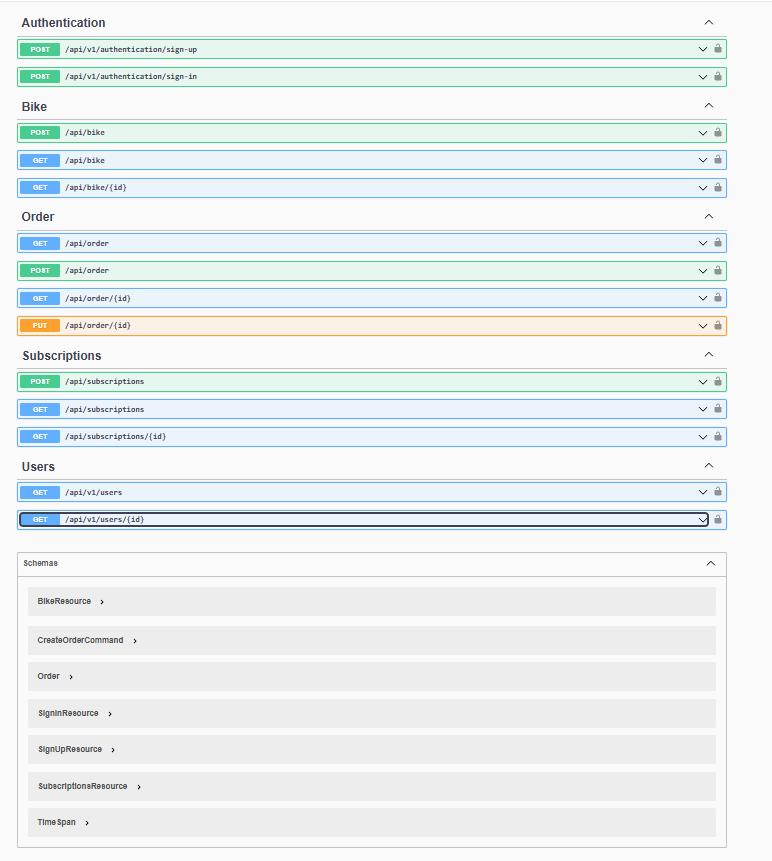 Authentication
POST /api/v1/authentication/sign-up
POST /api/v1/authentication/sign-in
Bike
POST /api/bike
GET /api/bike
GET /api/bike/{id}
Order
GET /api/order
POST /api/order
GET /api/order/{id}
PUT /api/order/{id}
Subscriptions
POST /api/subscriptions
GET /api/subscriptions
GET /api/subscriptions/{id}
Users
GET /api/v1/users
GET /api/v1/users/{id}
Schemas
BikeResource
CreateOrderCommand
Order
SignInResource
SignUpResource
SubscriptionsResource
TimeSpan